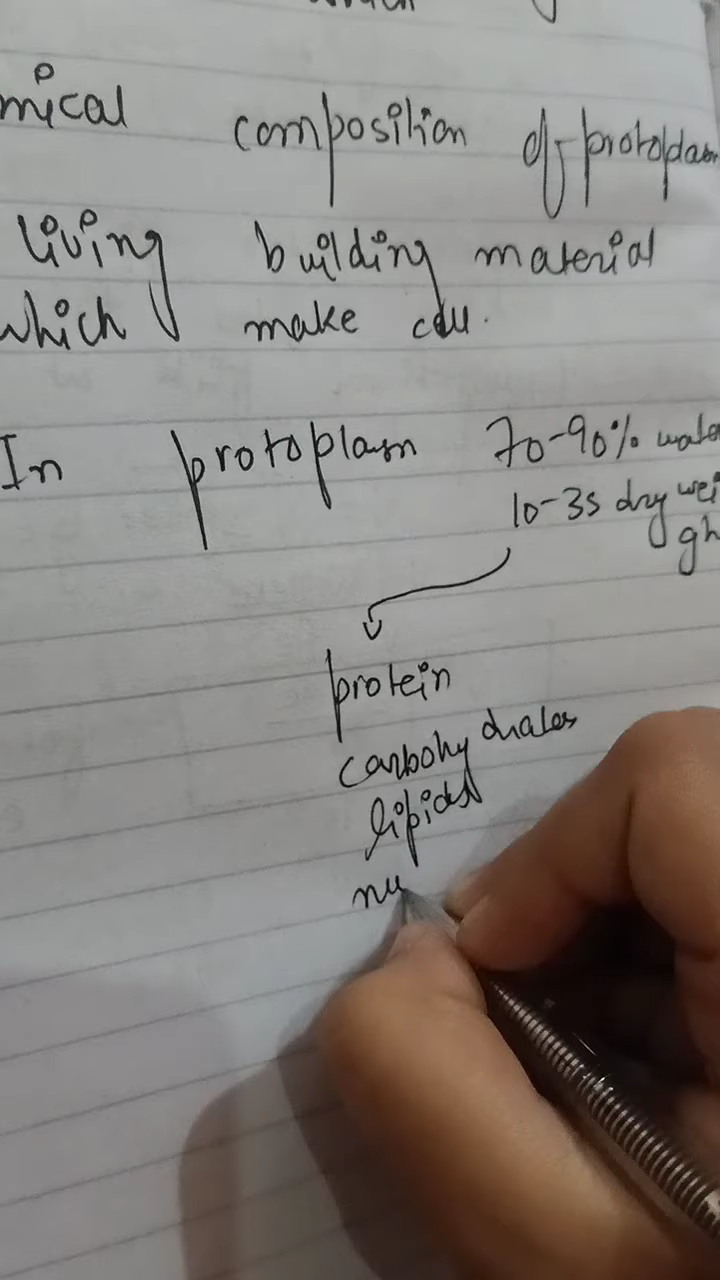 mical composition of protoplasm
living building material
which make cell.
In protoplasm 70-90% water
10-35 dry wei
gh
protein
carbohydrates
lipids
nu